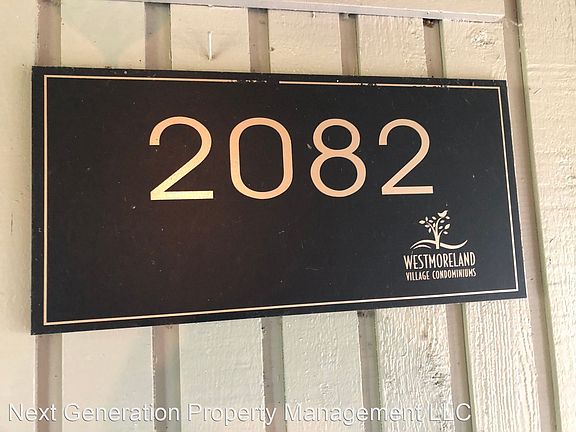 2082
WESTMORELAND
VILLAGE CONDOMINIUMS
Next Generation Property Management LLC